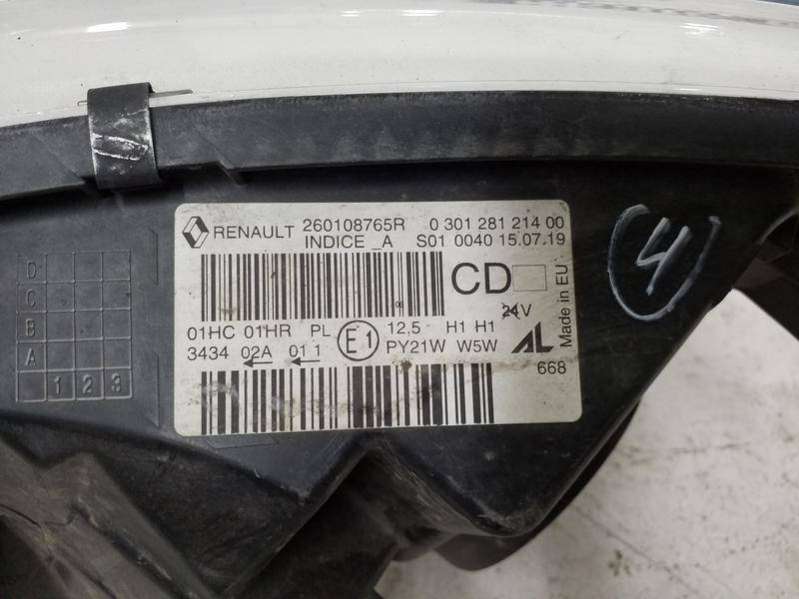 RENAULT 260108765R 0 301 281 214 00
INDICE _A S01 0040 15.07.19
CD
24V
Made in EU
01HC 01HR PL E1 12,5 H1 H1
3434 02A 01 1 PY21W W5W AL
668
4
D
C
B
A
1 2 3